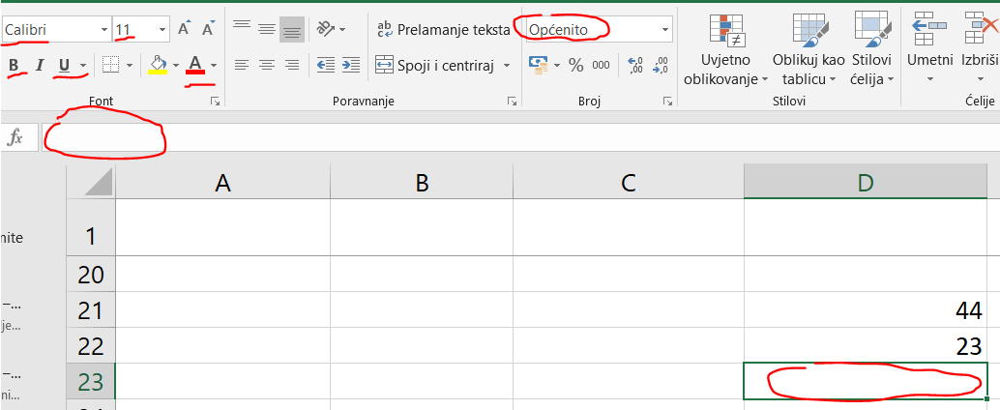 Calibri 11 A A ab c Prelamanje teksta Općenito
B I U A Spoji i centriraj % 000 ,00 ,0 ,00 Uvjetno oblikovanje Oblikuj kao tablicu Stilovi ćelija Umetni Izbriši
Font Poravnanje Broj Stilovi Ćelije
fx
A B C D
nite 1
20
–... 21 44
je... 22 23
–... 23
ni...